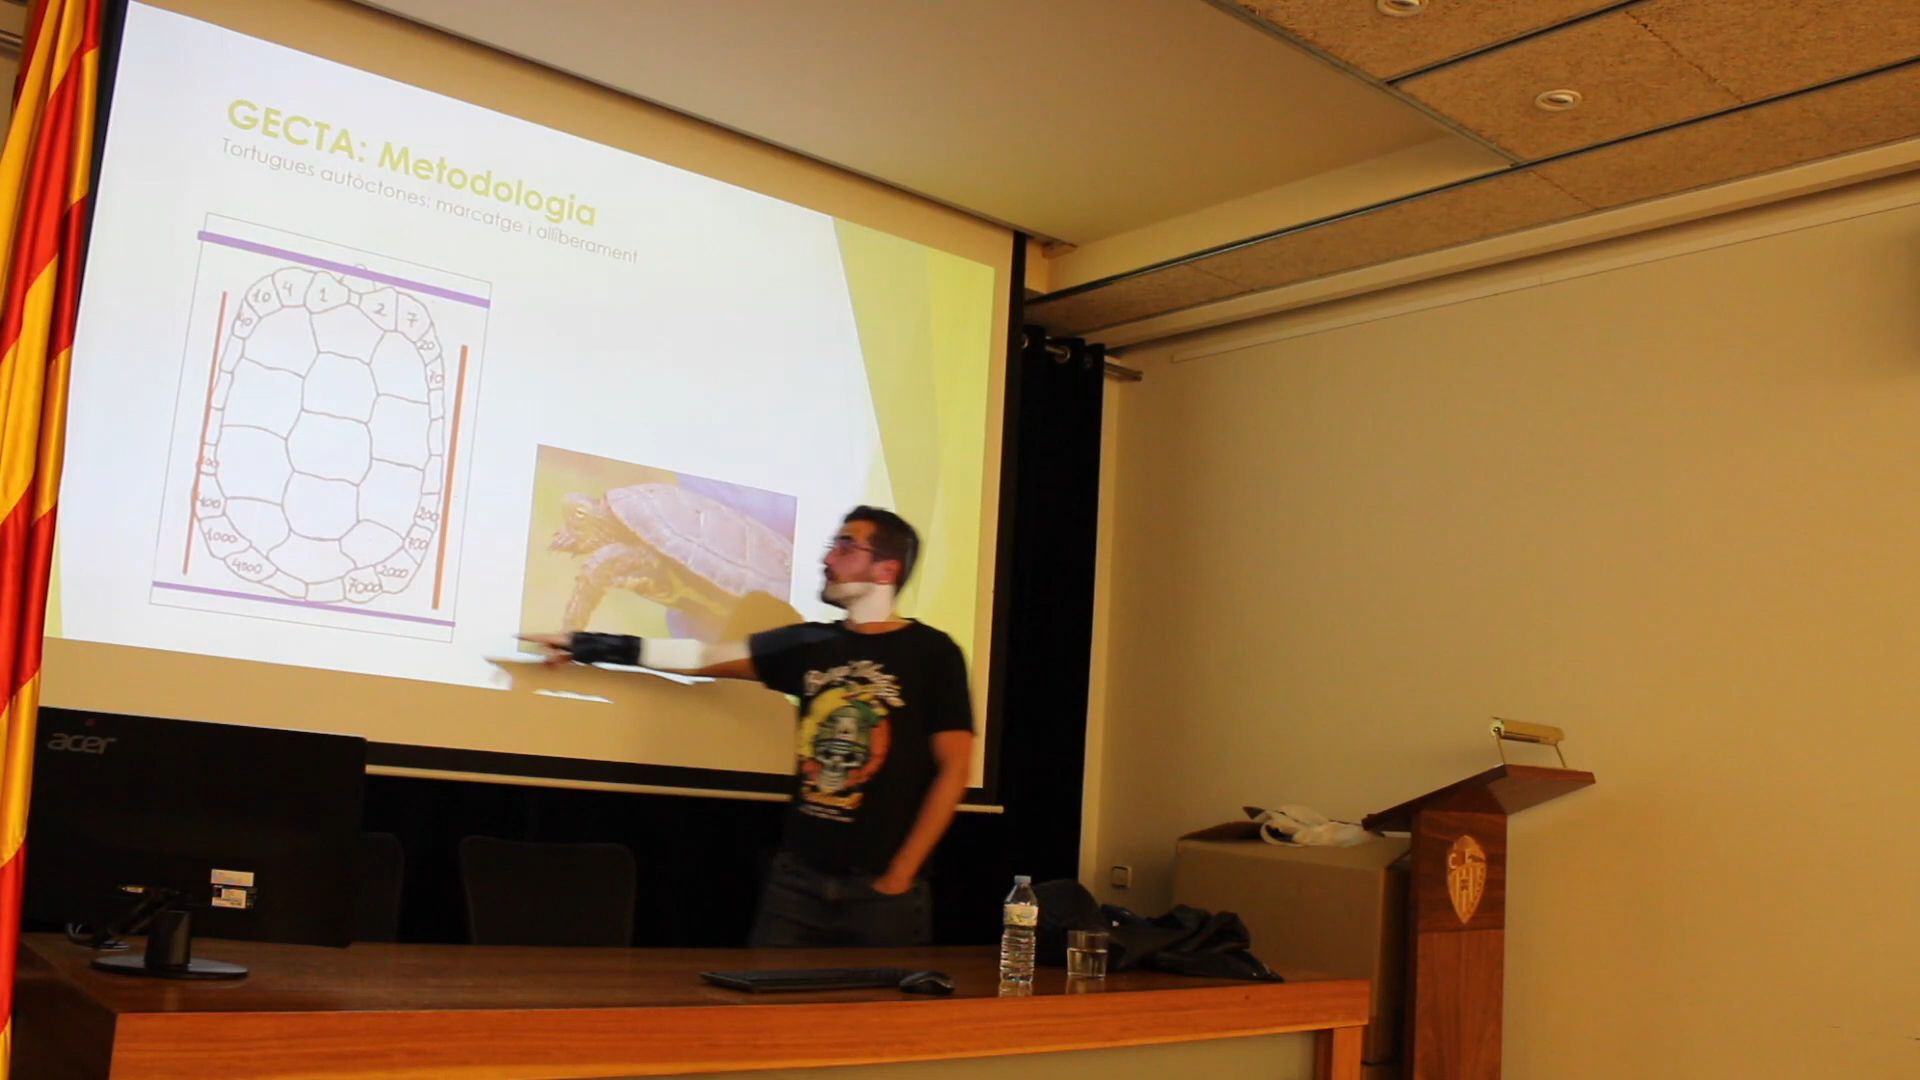 GECTA: Metodologia
Tortugues autòctones: marcatge i alliberament
10 4 1 2 7
40 20
70
400 200
1000 700
4000 7000 2000
acer